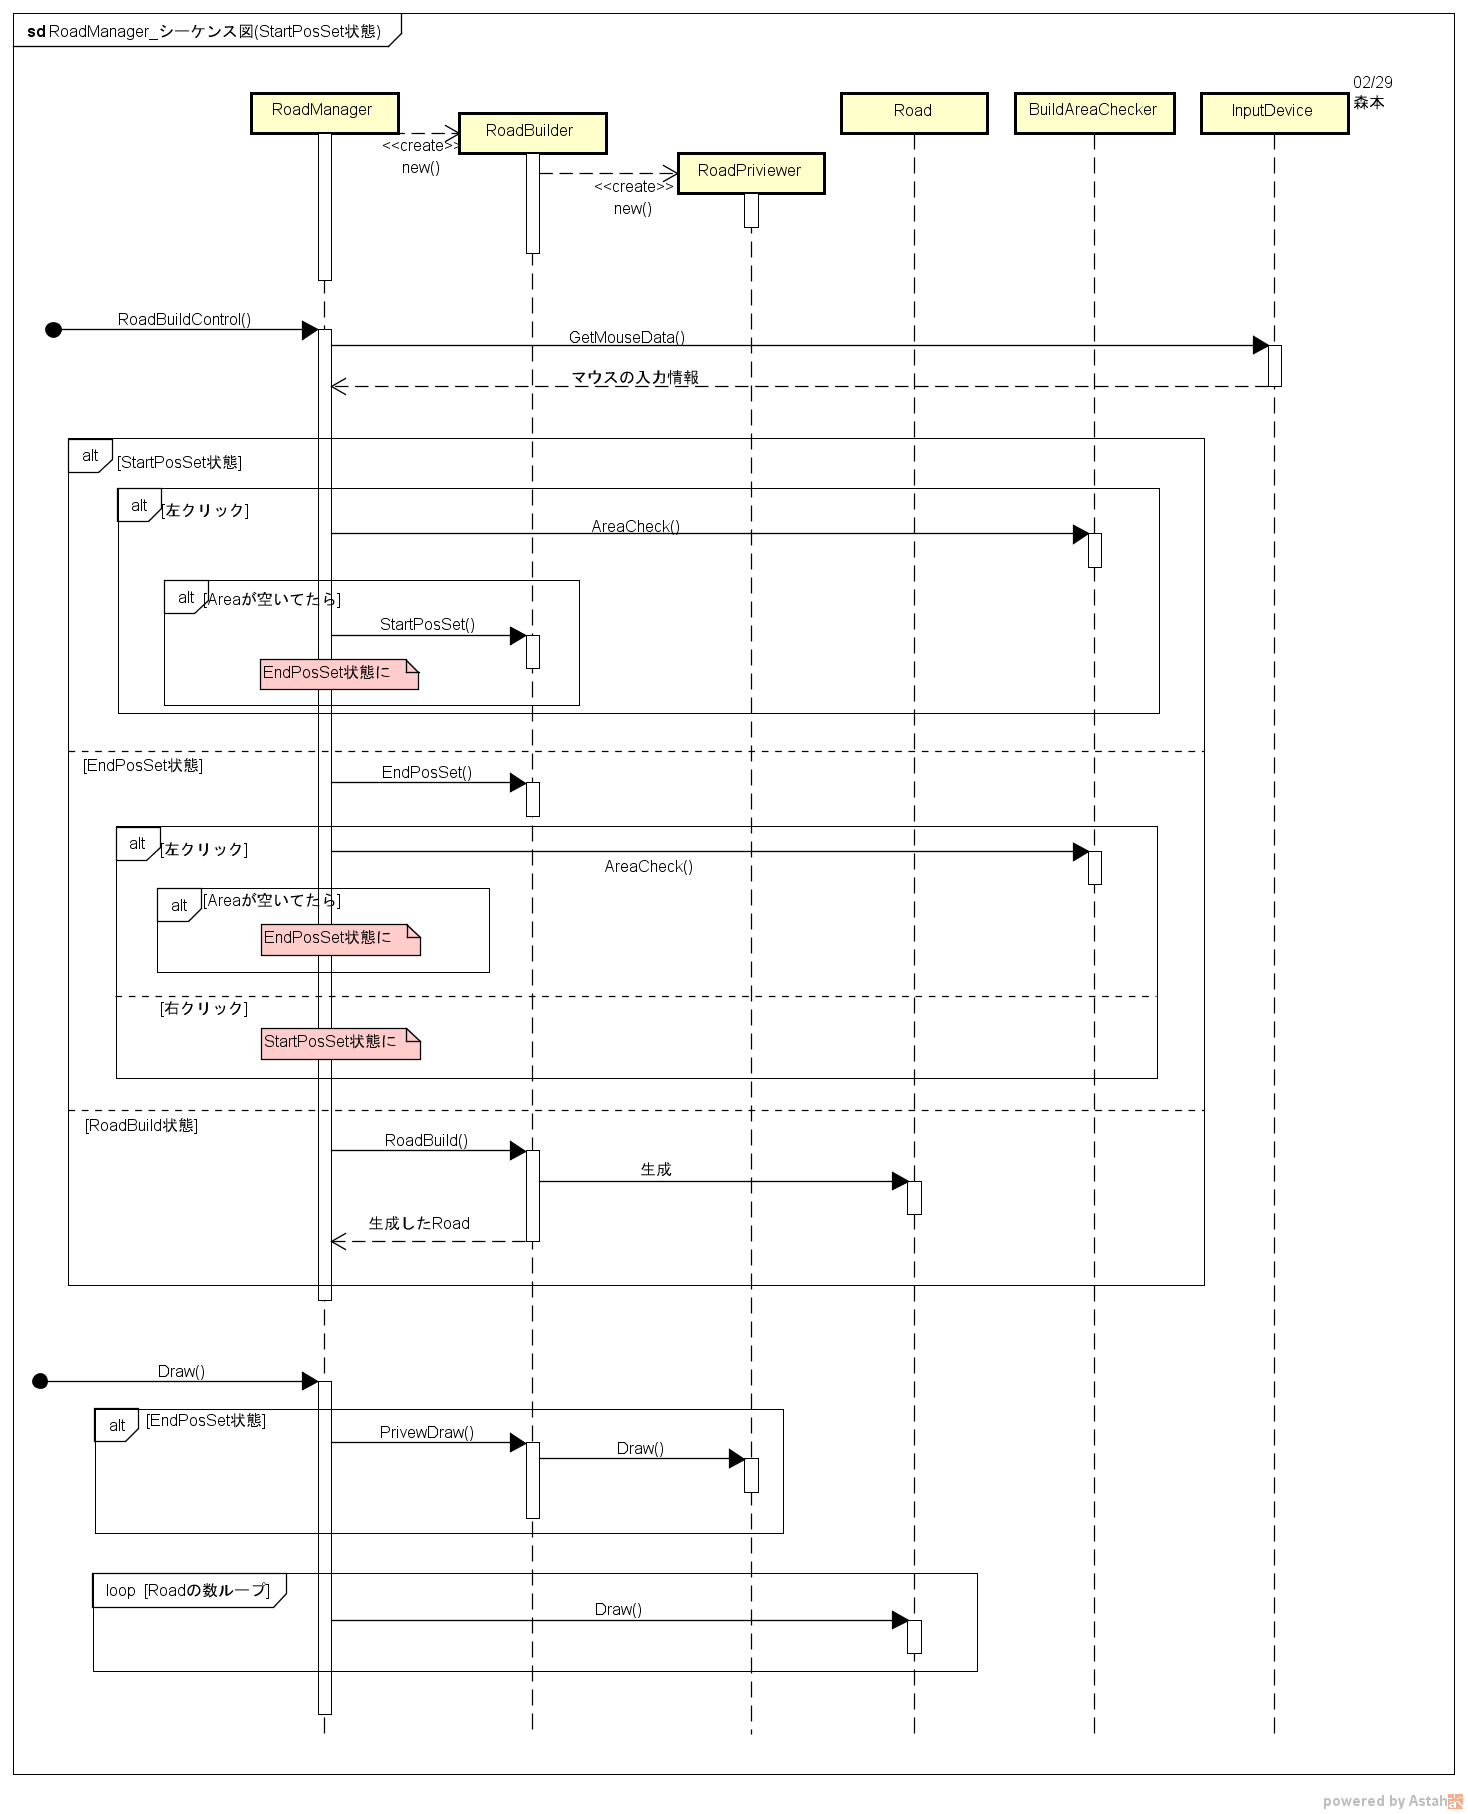 sd RoadManager_シーケンス図(StartPosSet状態)
02/29
森本
RoadManager
RoadBuilder
RoadPriviewer
Road
BuildAreaChecker
InputDevice
<<create>>
new()
<<create>>
new()
RoadBuildControl()
GetMouseData()
マウスの入力情報
alt [StartPosSet状態]
alt [左クリック]
AreaCheck()
alt [Areaが空いてたら]
StartPosSet()
EndPosSet状態に
[EndPosSet状態]
EndPosSet()
alt [左クリック]
AreaCheck()
alt [Areaが空いてたら]
EndPosSet状態に
[右クリック]
StartPosSet状態に
[RoadBuild状態]
RoadBuild()
生成
生成したRoad
Draw()
alt [EndPosSet状態]
PrivewDraw()
Draw()
loop [Roadの数ループ]
Draw()
powered by Astah